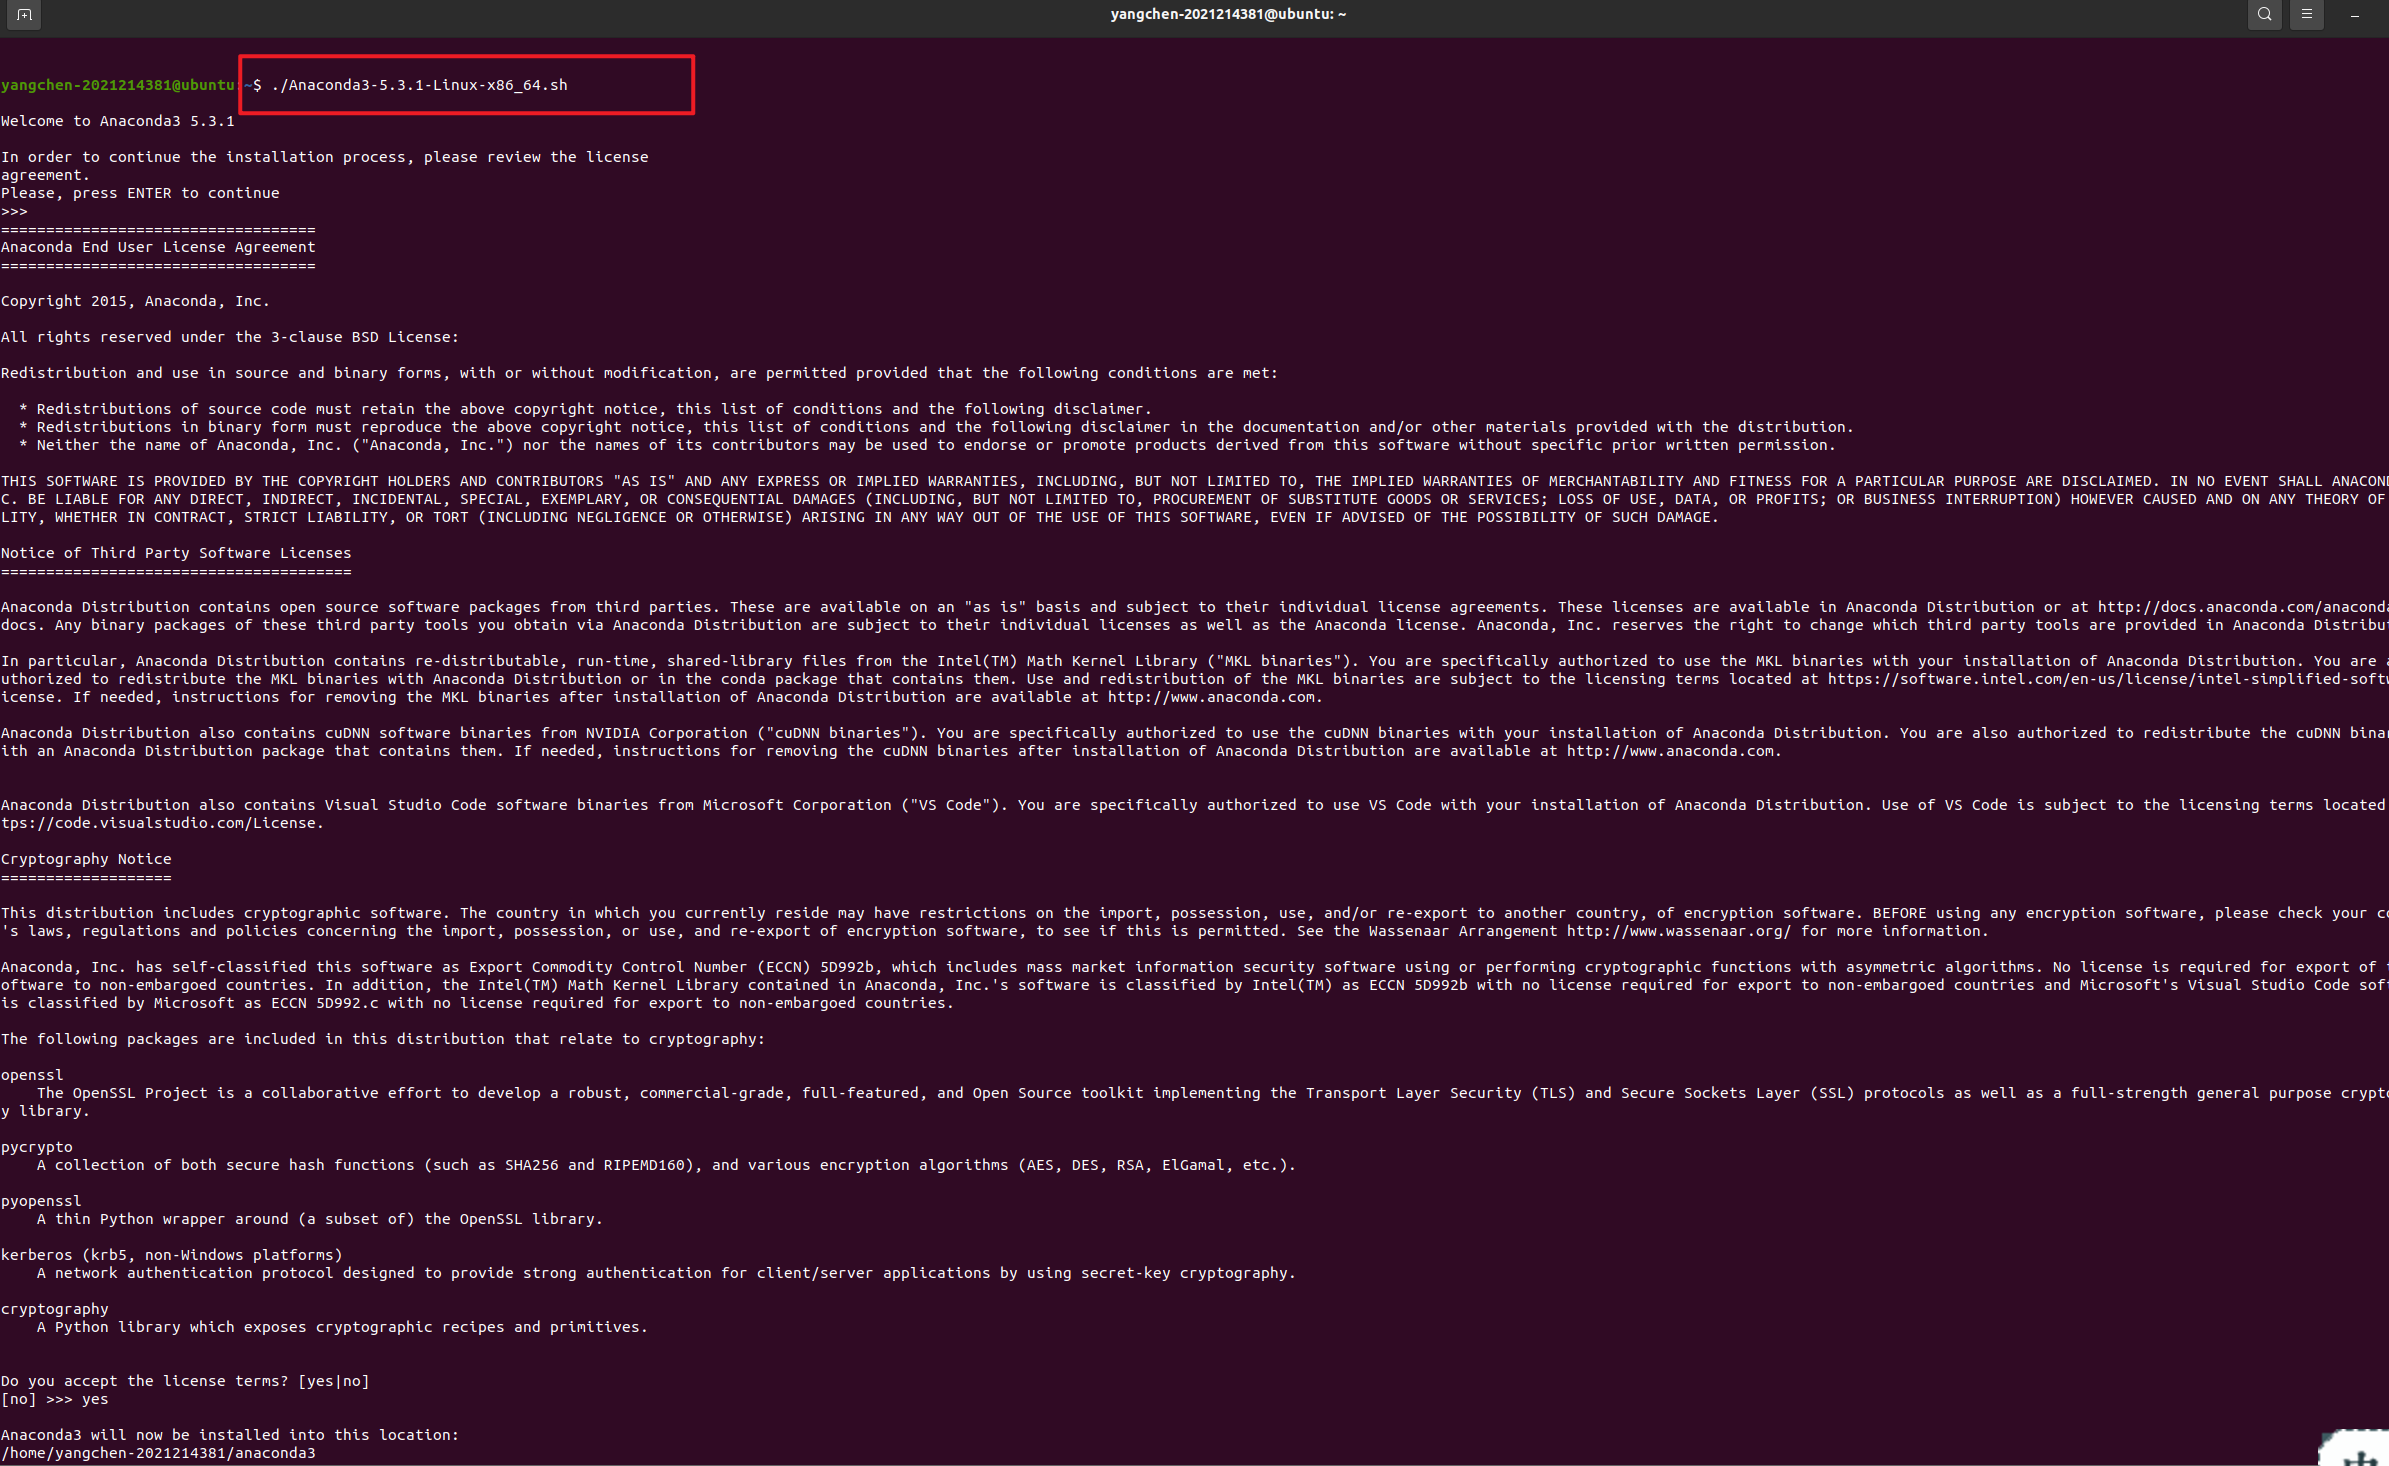 yangchen-2021214381@ubuntu: ~
yangchen-2021214381@ubuntu:~$ ./Anaconda3-5.3.1-Linux-x86_64.sh
Welcome to Anaconda3 5.3.1
In order to continue the installation process, please review the license
agreement.
Please, press ENTER to continue
>>>
===================================
Anaconda End User License Agreement
===================================
Copyright 2015, Anaconda, Inc.
All rights reserved under the 3-clause BSD License:
Redistribution and use in source and binary forms, with or without modification, are permitted provided that the following conditions are met:
* Redistributions of source code must retain the above copyright notice, this list of conditions and the following disclaimer.
* Redistributions in binary form must reproduce the above copyright notice, this list of conditions and the following disclaimer in the documentation and/or other materials provided with the distribution.
* Neither the name of Anaconda, Inc. ("Anaconda, Inc.") nor the names of its contributors may be used to endorse or promote products derived from this software without specific prior written permission.
THIS SOFTWARE IS PROVIDED BY THE COPYRIGHT HOLDERS AND CONTRIBUTORS "AS IS" AND ANY EXPRESS OR IMPLIED WARRANTIES, INCLUDING, BUT NOT LIMITED TO, THE IMPLIED WARRANTIES OF MERCHANTABILITY AND FITNESS FOR A PARTICULAR PURPOSE ARE DISCLAIMED. IN NO EVENT SHALL ANACON
C. BE LIABLE FOR ANY DIRECT, INDIRECT, INCIDENTAL, SPECIAL, EXEMPLARY, OR CONSEQUENTIAL DAMAGES (INCLUDING, BUT NOT LIMITED TO, PROCUREMENT OF SUBSTITUTE GOODS OR SERVICES; LOSS OF USE, DATA, OR PROFITS; OR BUSINESS INTERRUPTION) HOWEVER CAUSED AND ON ANY THEORY OF
LITY, WHETHER IN CONTRACT, STRICT LIABILITY, OR TORT (INCLUDING NEGLIGENCE OR OTHERWISE) ARISING IN ANY WAY OUT OF THE USE OF THIS SOFTWARE, EVEN IF ADVISED OF THE POSSIBILITY OF SUCH DAMAGE.
Notice of Third Party Software Licenses
=======================================
Anaconda Distribution contains open source software packages from third parties. These are available on an "as is" basis and subject to their individual license agreements. These licenses are available in Anaconda Distribution or at http://docs.anaconda.com/anacond
docs. Any binary packages of these third party tools you obtain via Anaconda Distribution are subject to their individual licenses as well as the Anaconda license. Anaconda, Inc. reserves the right to change which third party tools are provided in Anaconda Distribut
In particular, Anaconda Distribution contains re-distributable, run-time, shared-library files from the Intel(TM) Math Kernel Library ("MKL binaries"). You are specifically authorized to use the MKL binaries with your installation of Anaconda Distribution. You are
uthorized to redistribute the MKL binaries with Anaconda Distribution or in the conda package that contains them. Use and redistribution of the MKL binaries are subject to the licensing terms located at https://software.intel.com/en-us/license/intel-simplified-soft
icense. If needed, instructions for removing the MKL binaries after installation of Anaconda Distribution are available at http://www.anaconda.com.
Anaconda Distribution also contains cuDNN software binaries from NVIDIA Corporation ("cuDNN binaries"). You are specifically authorized to use the cuDNN binaries with your installation of Anaconda Distribution. You are also authorized to redistribute the cuDNN bina
ith an Anaconda Distribution package that contains them. If needed, instructions for removing the cuDNN binaries after installation of Anaconda Distribution are available at http://www.anaconda.com.
Anaconda Distribution also contains Visual Studio Code software binaries from Microsoft Corporation ("VS Code"). You are specifically authorized to use VS Code with your installation of Anaconda Distribution. Use of VS Code is subject to the licensing terms located
tps://code.visualstudio.com/License.
Cryptography Notice
===================
This distribution includes cryptographic software. The country in which you currently reside may have restrictions on the import, possession, use, and/or re-export to another country, of encryption software. BEFORE using any encryption software, please check your c
's laws, regulations and policies concerning the import, possession, or use, and re-export of encryption software, to see if this is permitted. See the Wassenaar Arrangement http://www.wassenaar.org/ for more information.
Anaconda, Inc. has self-classified this software as Export Commodity Control Number (ECCN) 5D992b, which includes mass market information security software using or performing cryptographic functions with asymmetric algorithms. No license is required for export of
oftware to non-embargoed countries. In addition, the Intel(TM) Math Kernel Library contained in Anaconda, Inc.'s software is classified by Intel(TM) as ECCN 5D992b with no license required for export to non-embargoed countries and Microsoft's Visual Studio Code sof
is classified by Microsoft as ECCN 5D992.c with no license required for export to non-embargoed countries.
The following packages are included in this distribution that relate to cryptography:
openssl
The OpenSSL Project is a collaborative effort to develop a robust, commercial-grade, full-featured, and Open Source toolkit implementing the Transport Layer Security (TLS) and Secure Sockets Layer (SSL) protocols as well as a full-strength general purpose crypt
y library.
pycrypto
A collection of both secure hash functions (such as SHA256 and RIPEMD160), and various encryption algorithms (AES, DES, RSA, ElGamal, etc.).
pyopenssl
A thin Python wrapper around (a subset of) the OpenSSL library.
kerberos (krb5, non-Windows platforms)
A network authentication protocol designed to provide strong authentication for client/server applications by using secret-key cryptography.
cryptography
A Python library which exposes cryptographic recipes and primitives.
Do you accept the license terms? [yes|no]
[no] >>> yes
Anaconda3 will now be installed into this location:
/home/yangchen-2021214381/anaconda3